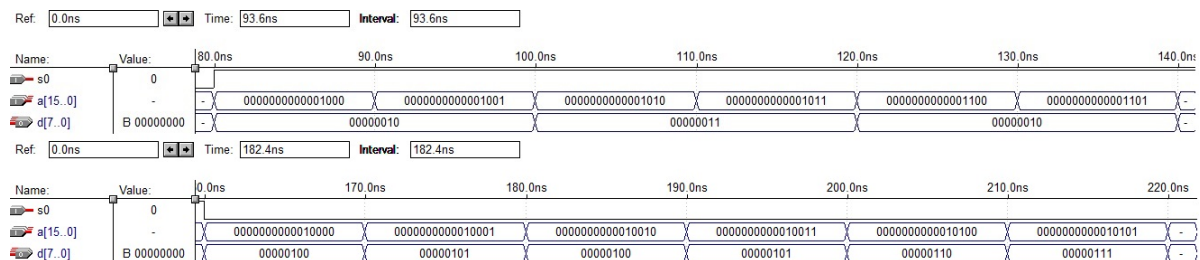 Ref: 0.0ns Time: 93.6ns Interval: 93.6ns
Name: Value: 80.0ns 90.0ns 100.0ns 110.0ns 120.0ns 130.0ns 140.0ns
s0 0
a[15..0] - - 0000000000001000 0000000000001001 0000000000001010 0000000000001011 0000000000001100 0000000000001101 -
d[7..0] B 00000000 - 00000010 00000011 00000010 -
Ref: 0.0ns Time: 182.4ns Interval: 182.4ns
Name: Value: 0.0ns 170.0ns 180.0ns 190.0ns 200.0ns 210.0ns 220.0ns
s0 0
a[15..0] - 0000000000010000 0000000000010001 0000000000010010 0000000000010011 0000000000010100 0000000000010101 -
d[7..0] B 00000000 00000100 00000101 00000100 00000101 00000110 00000111 -